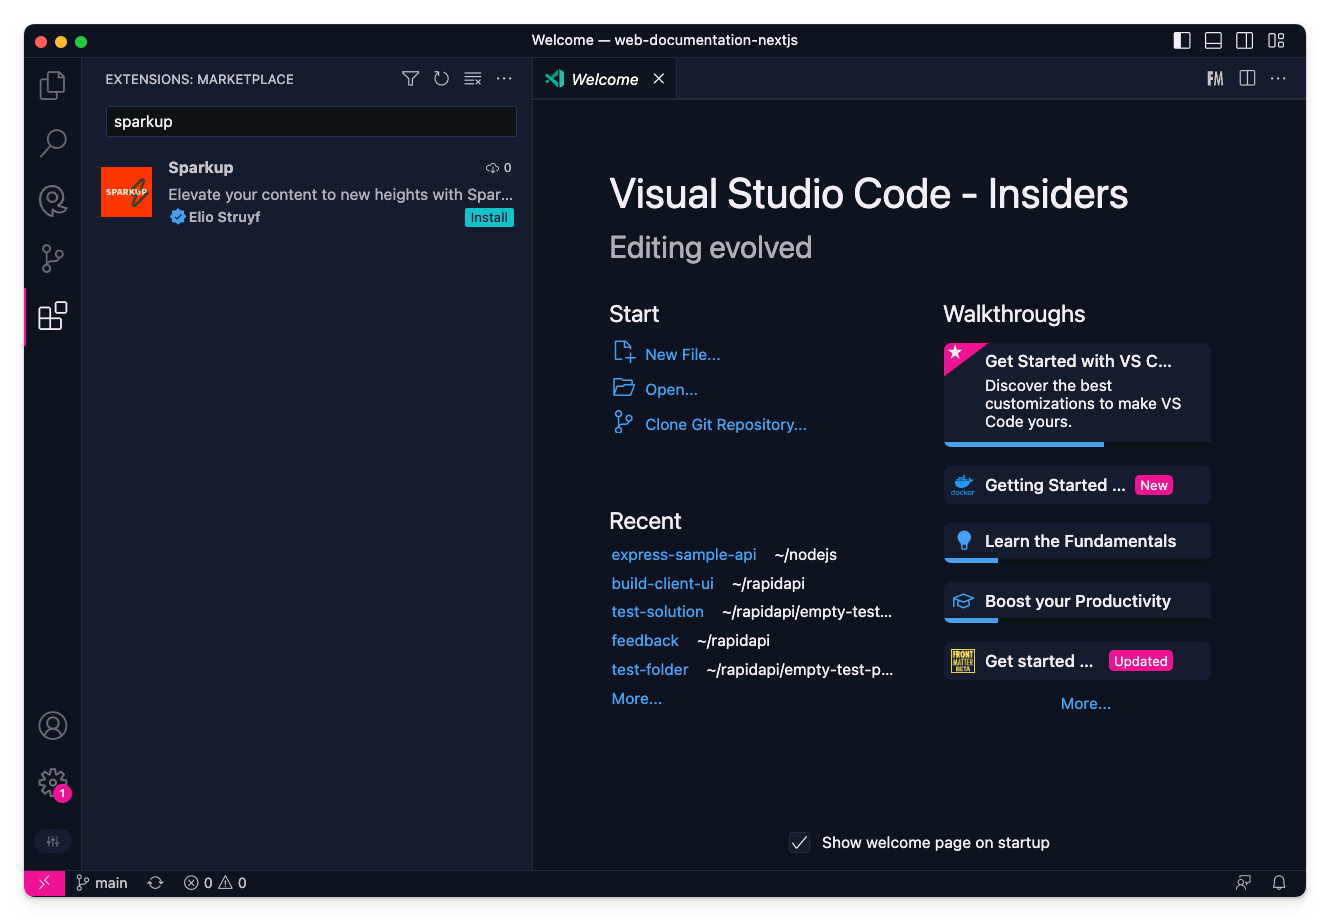 Welcome — web-documentation-nextjs
EXTENSIONS: MARKETPLACE
sparkup
SPARKUP
Sparkup
0
Elevate your content to new heights with Spar...
Elio Struyf
Install
Welcome
FM
Visual Studio Code - Insiders
Editing evolved
Start
New File...
Open...
Clone Git Repository...
Recent
express-sample-api ~/nodejs
build-client-ui ~/rapidapi
test-solution ~/rapidapi/empty-test...
feedback ~/rapidapi
test-folder ~/rapidapi/empty-test-p...
More...
Walkthroughs
Get Started with VS C...
Discover the best
customizations to make VS
Code yours.
docker
Getting Started ... New
Learn the Fundamentals
Boost your Productivity
FRONT
MATTER
BETA
Get started ... Updated
More...
Show welcome page on startup
1
main 0 0